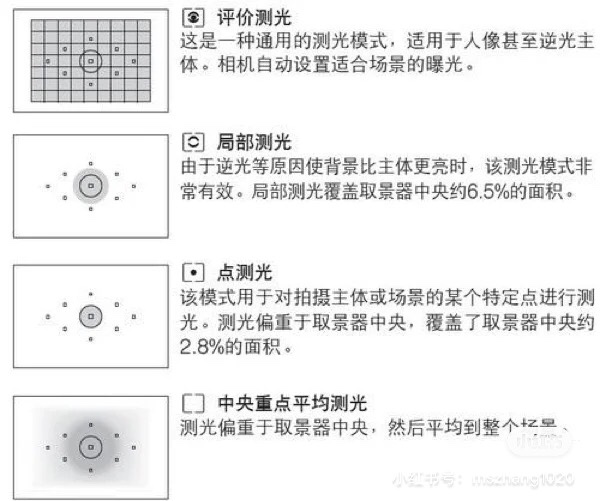 评价测光
这是一种通用的测光模式，适用于人像甚至逆光主
体。相机自动设置适合场景的曝光。
局部测光
由于逆光等原因使背景比主体更亮时，该测光模式非
常有效。局部测光覆盖取景器中央约6.5%的面积。
点测光
该模式用于对拍摄主体或场景的某个特定点进行测
光。测光偏重于取景器中央，覆盖了取景器中央约
2.8%的面积。
中央重点平均测光
测光偏重于取景器中央，然后平均到整个场景。
小红书
小红书号：mszhang1020